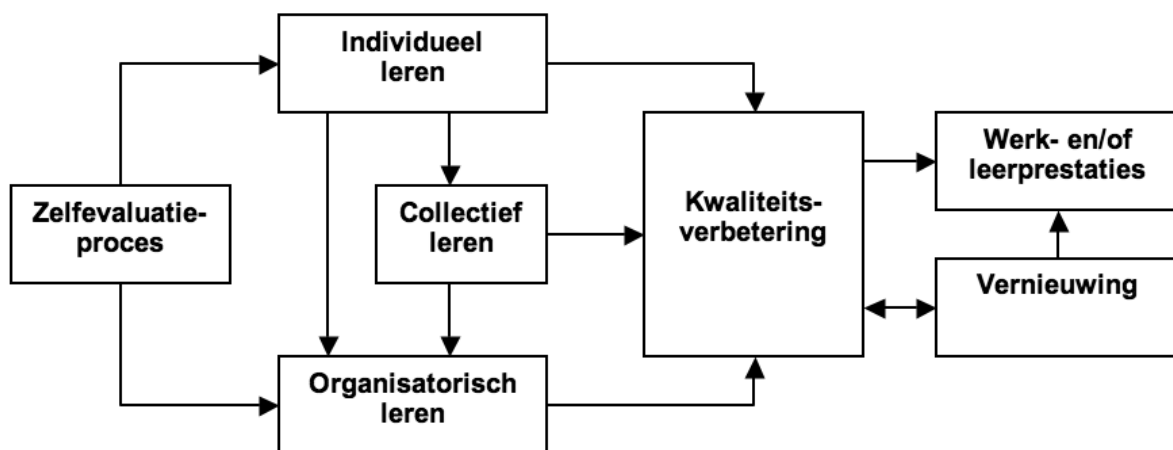 Individueel
leren
Zelfevaluatie-
proces
Collectief
leren
Organisatorisch
leren
Kwaliteits-
verbetering
Werk- en/of
leerprestaties
Vernieuwing